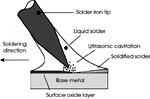 Solder iron tip
Liquid solder
Soldering
direction
Ultrasonic cavitation
Solidified solder
Base metal
Surface oxide layer